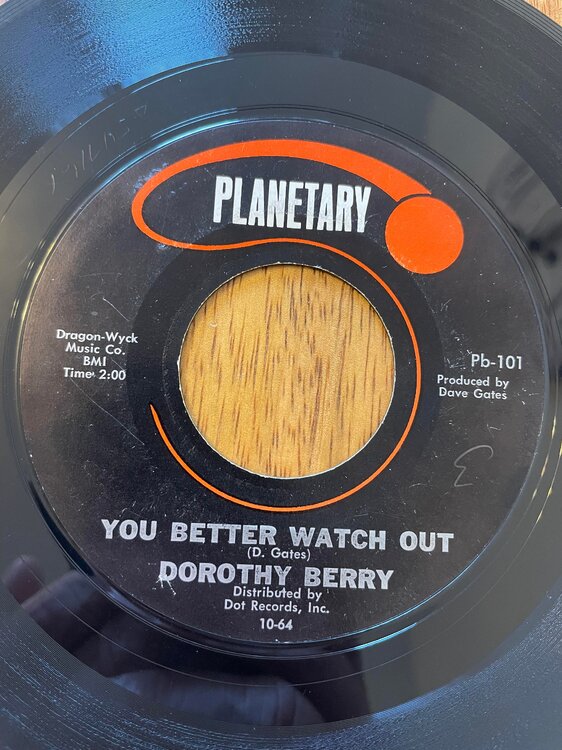 PLANETARY
Dragon-Wyck
Music Co.
BMI
Time: 2:00
Pb-101
Produced by
Dave Gates
3
YOU BETTER WATCH OUT
(D. Gates)
DOROTHY BERRY
Distributed by
Dot Records, Inc.
10-64